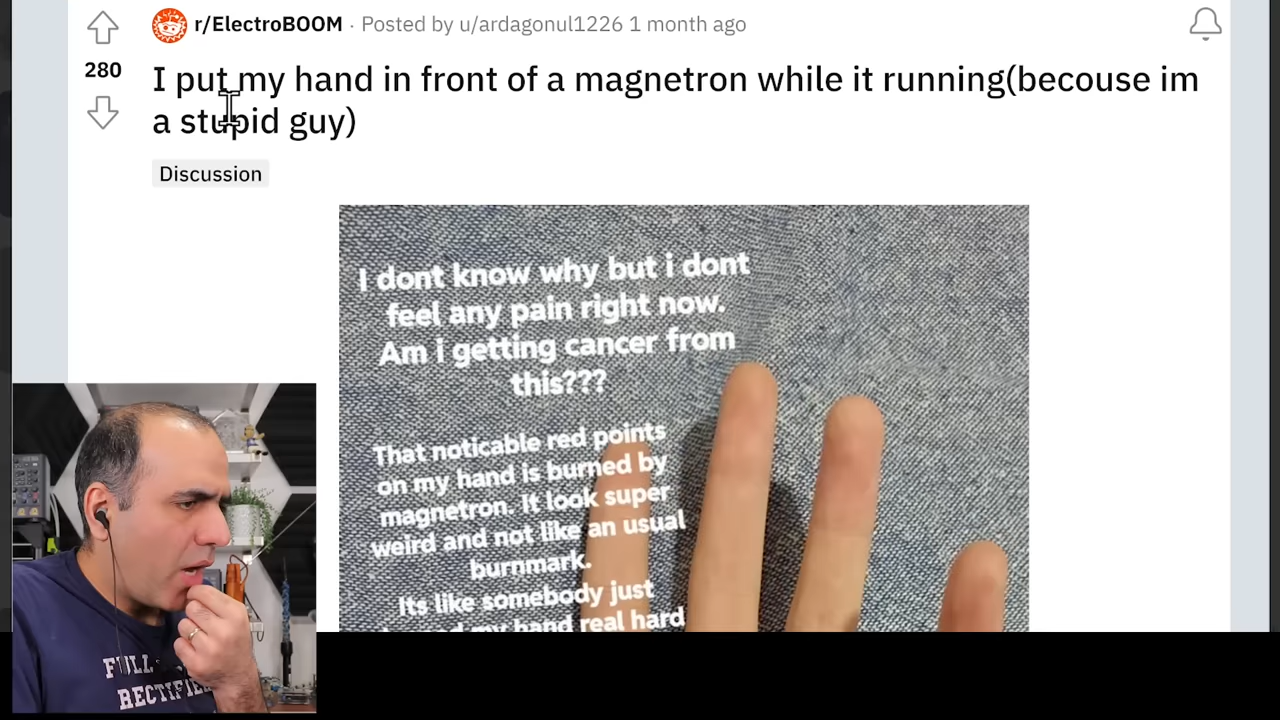 r/ElectroBOOM · Posted by u/ardagonul1226 1 month ago
280
I put my hand in front of a magnetron while it running(becouse im
a stupid guy)
Discussion
I dont know why but i dont
feel any pain right now.
Am i getting cancer from
this???
That noticable red points
on my hand is burned by
magnetron. It look super
weird and not like an usual
burnmark.
Its like somebody just
my hand real hard
FULL
RECTIFIE